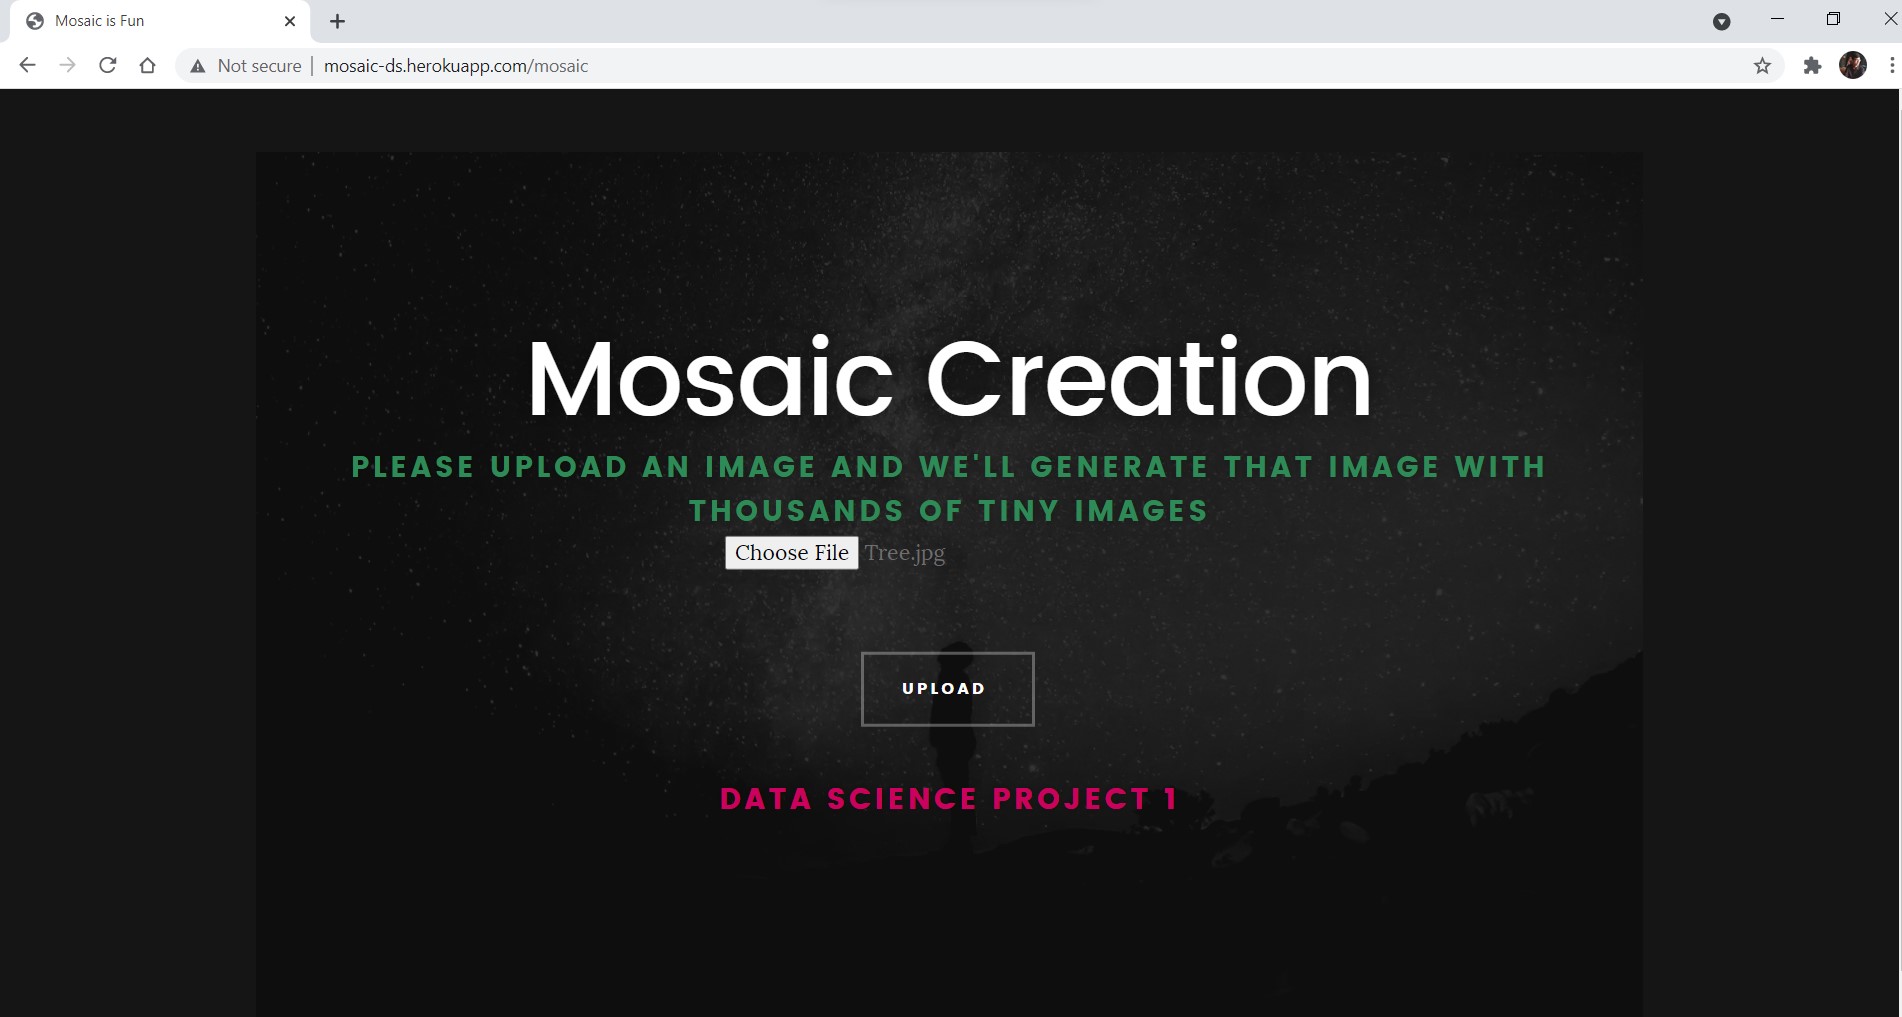 Mosaic is Fun
Not secure | mosaic-ds.herokuapp.com/mosaic
Mosaic Creation
PLEASE UPLOAD AN IMAGE AND WE'LL GENERATE THAT IMAGE WITH
THOUSANDS OF TINY IMAGES
Choose File Tree.jpg
UPLOAD
DATA SCIENCE PROJECT 1